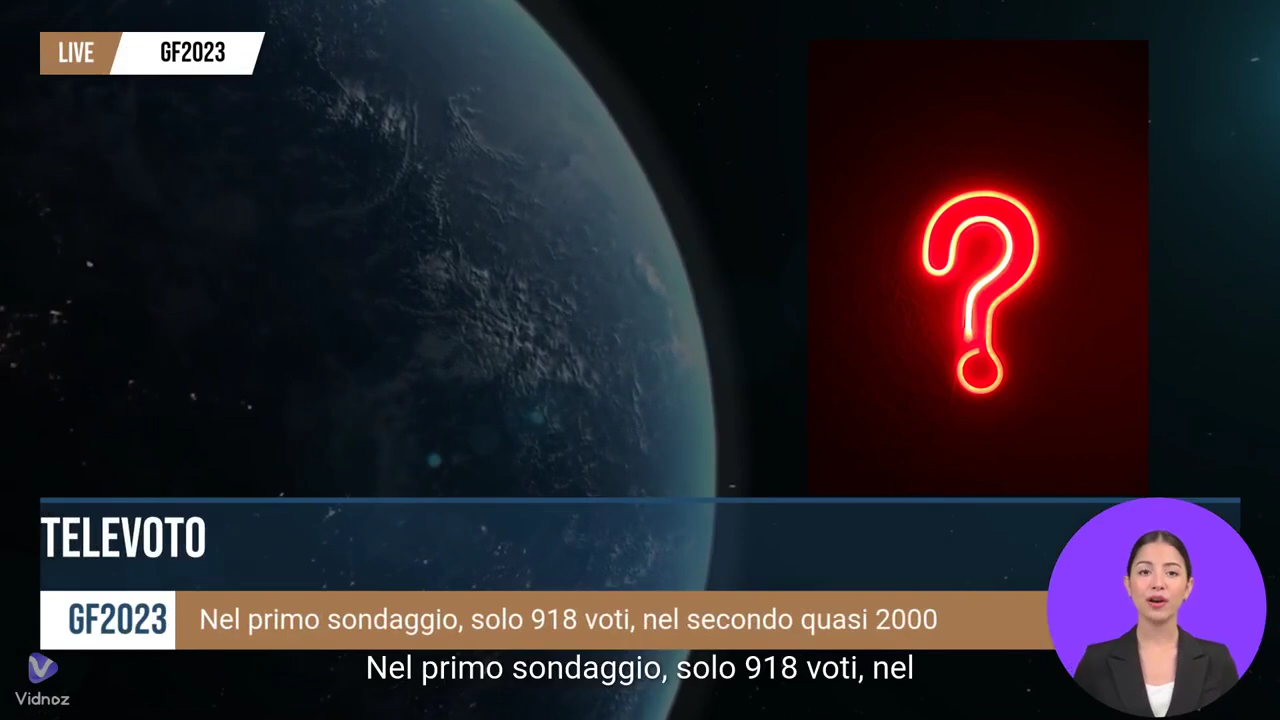 LIVE GF2023
TELEVOTO
GF2023 Nel primo sondaggio, solo 918 voti, nel secondo quasi 2000
Nel primo sondaggio, solo 918 voti, nel
Vidnoz